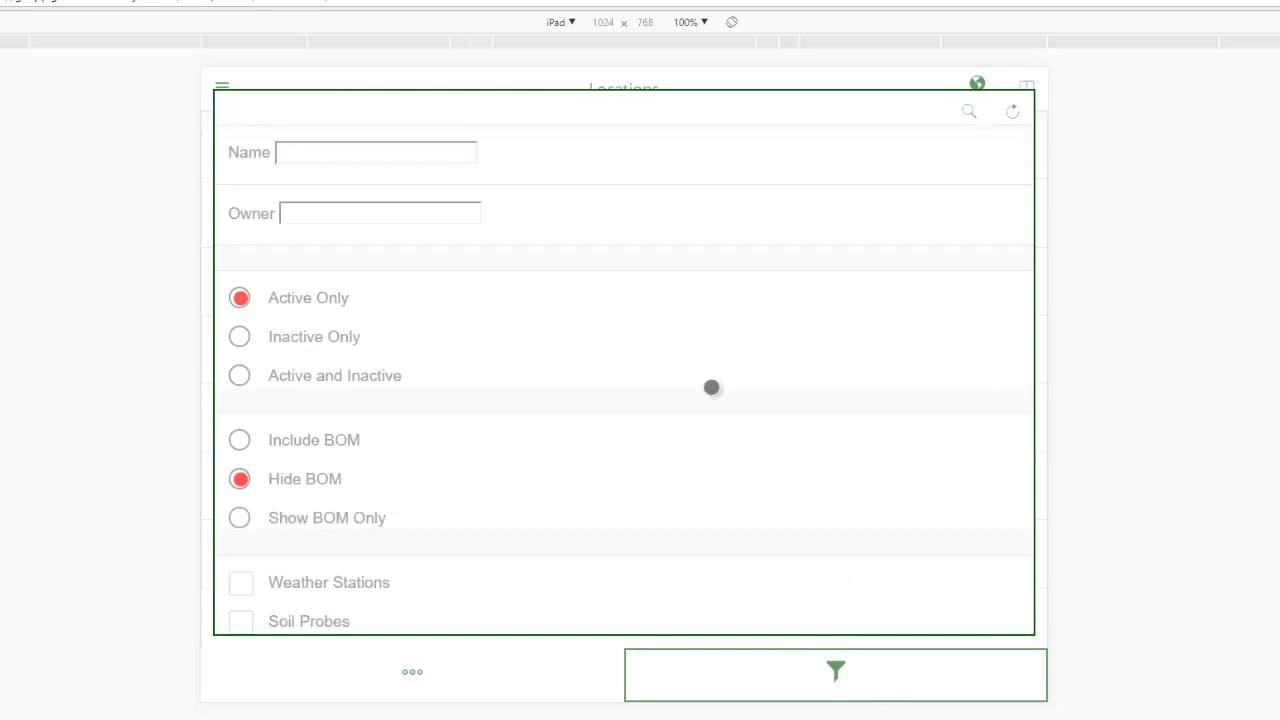 iPad ▼ 1024 x 768 100% ▼
Locations
Name
Owner
Active Only
Inactive Only
Active and Inactive
Include BOM
Hide BOM
Show BOM Only
Weather Stations
Soil Probes